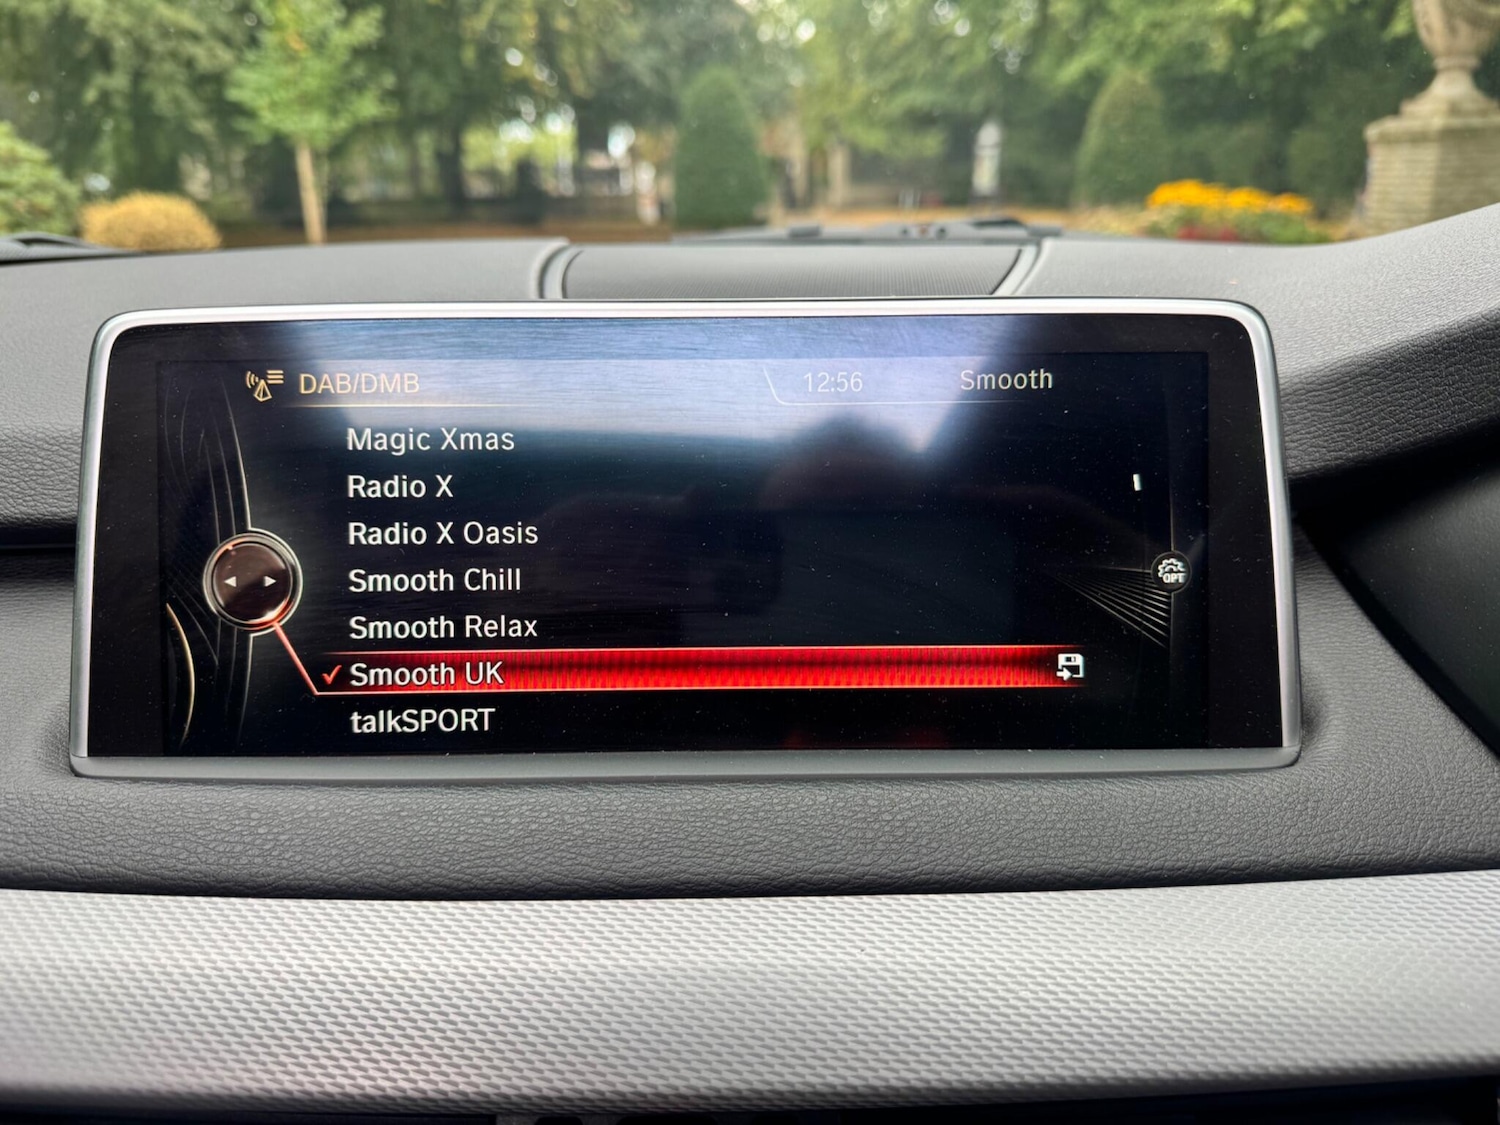 DAB/DMB 12:56 Smooth
Magic Xmas
Radio X
Radio X Oasis
Smooth Chill
Smooth Relax
Smooth UK
talkSPORT
OPT